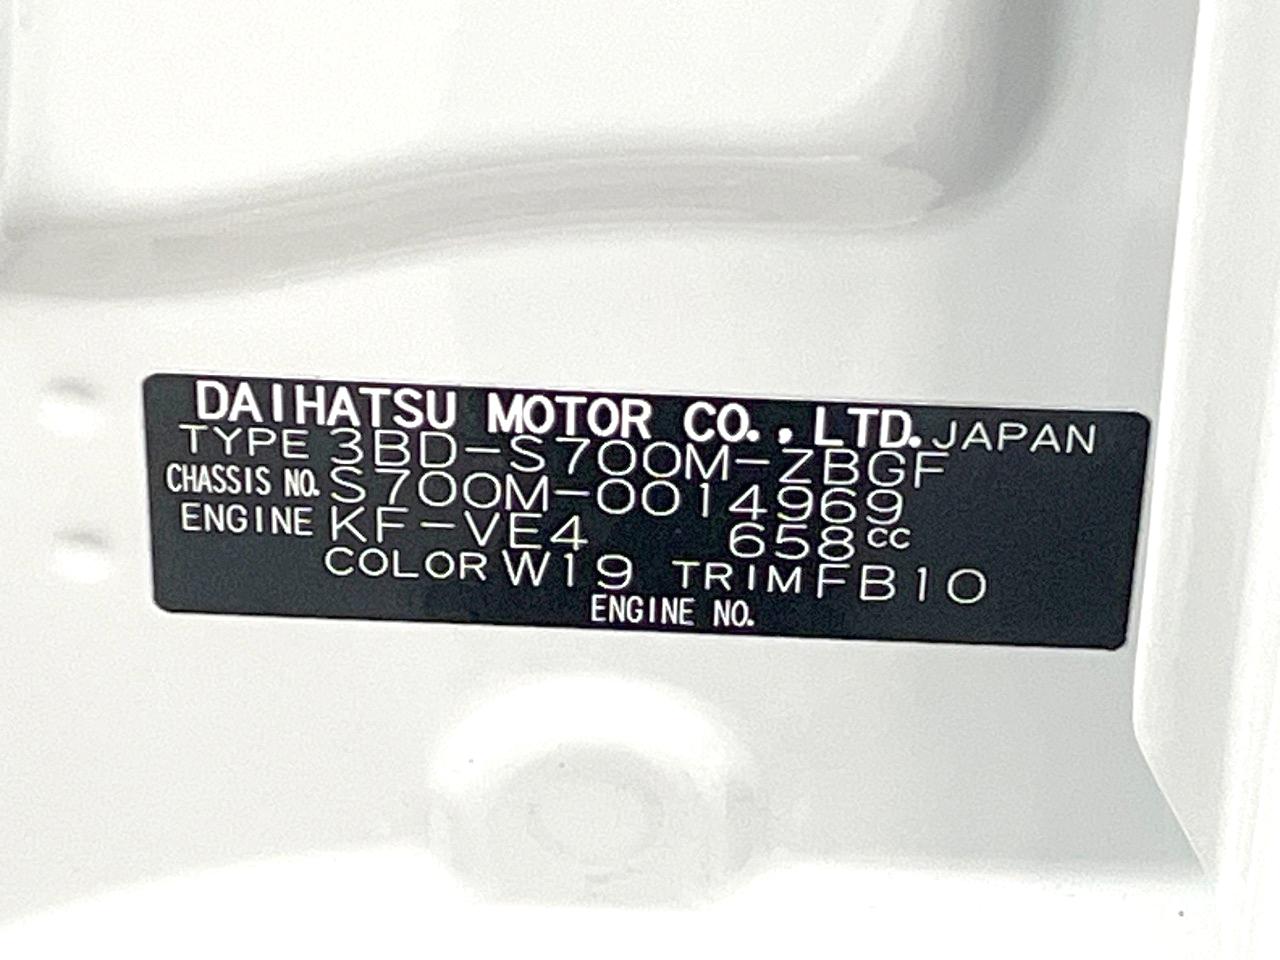 DAIHATSU MOTOR CO., LTD. JAPAN
TYPE 3BD-S700M-ZBGF
CHASSIS NO. S700M-0014969
ENGINE KF-VE4 658cc
COLOR W19 TRIM FB10
ENGINE NO.